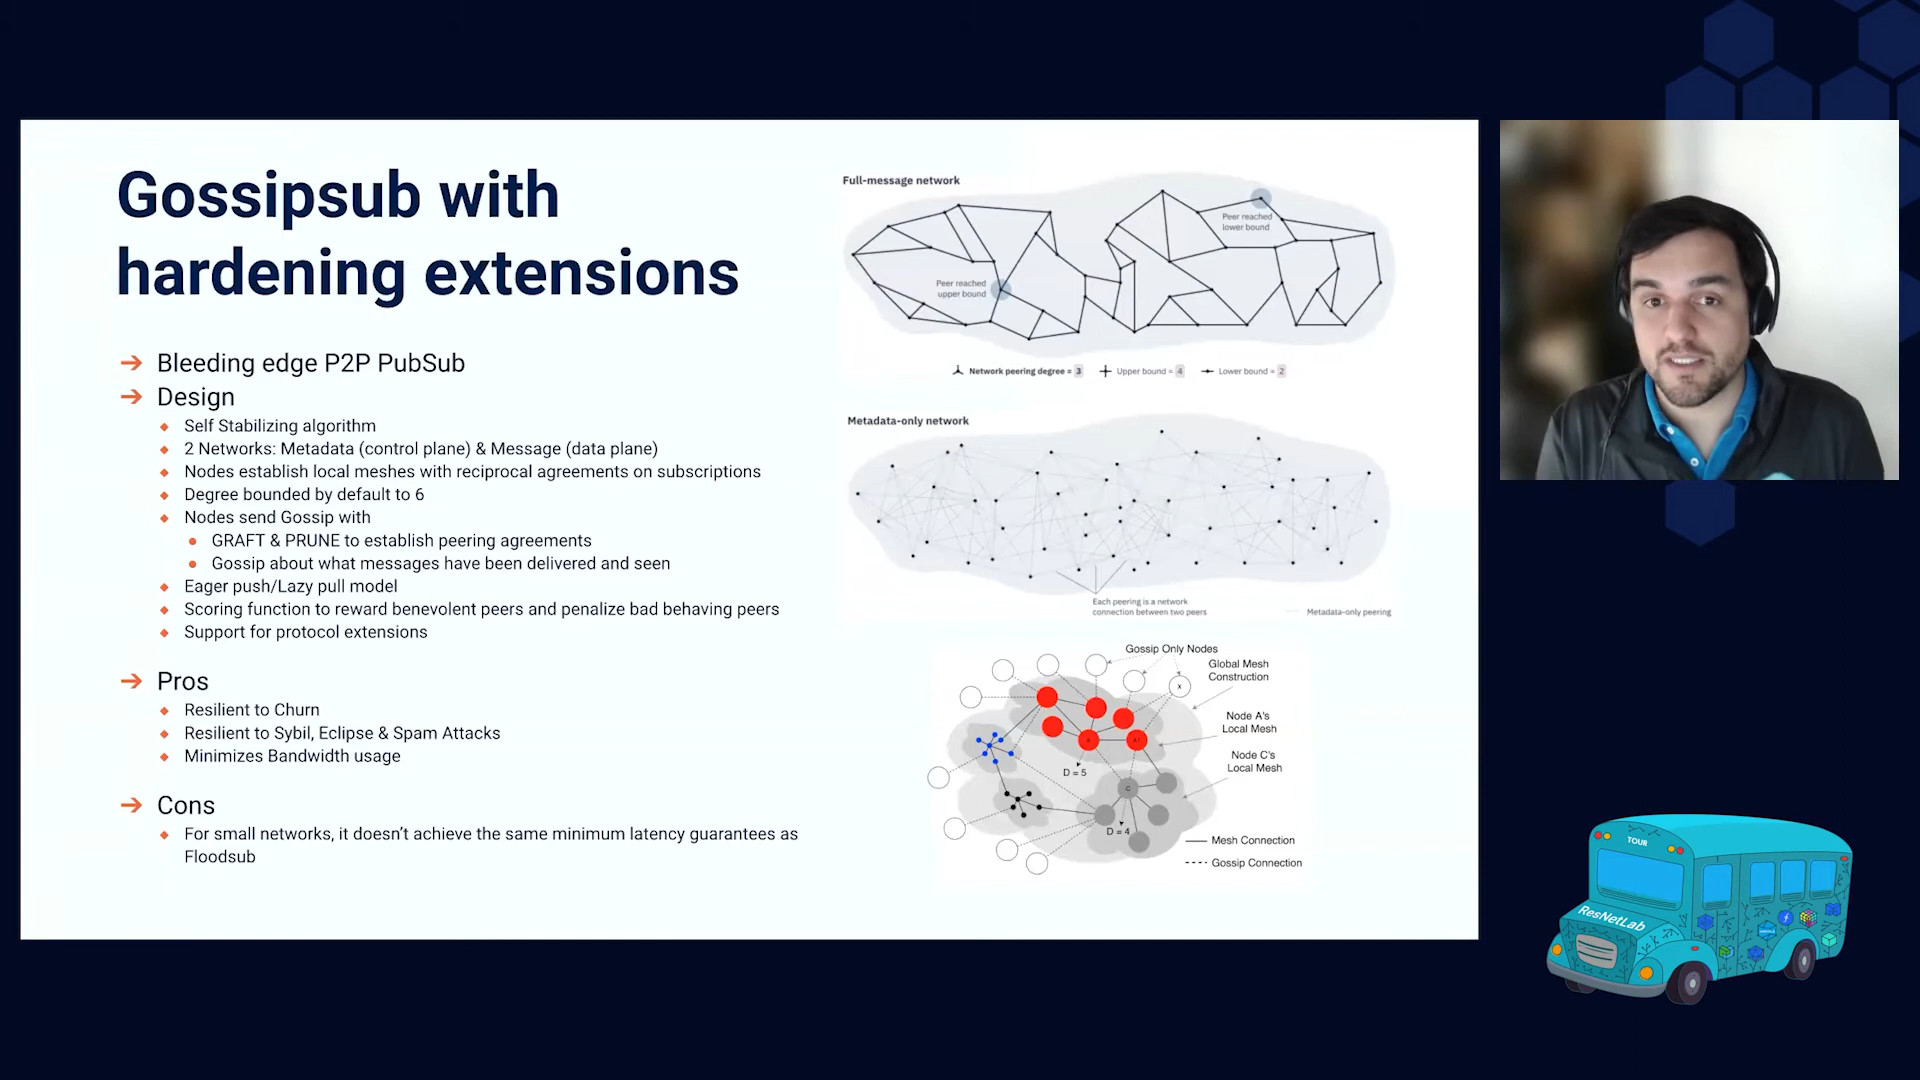 Gossipsub with
hardening extensions
Bleeding edge P2P PubSub
Design
Self Stabilizing algorithm
2 Networks: Metadata (control plane) & Message (data plane)
Nodes establish local meshes with reciprocal agreements on subscriptions
Degree bounded by default to 6
Nodes send Gossip with
GRAFT & PRUNE to establish peering agreements
Gossip about what messages have been delivered and seen
Eager push/Lazy pull model
Scoring function to reward benevolent peers and penalize bad behaving peers
Support for protocol extensions
Pros
Resilient to Churn
Resilient to Sybil, Eclipse & Spam Attacks
Minimizes Bandwidth usage
Cons
For small networks, it doesn’t achieve the same minimum latency guarantees as
Floodsub
Full-message network
Peer reached
lower bound
Peer reached
upper bound
Network peering degree = 3 Upper bound = 4 Lower bound = 2
Metadata-only network
Each peering is a network
connection between two peers
Metadata-only peering
Gossip Only Nodes
Global Mesh
Construction
X
Node A's
Local Mesh
Node C's
Local Mesh
D = 5
C
D = 4
Mesh Connection
Gossip Connection
TOUR
ResNetLab